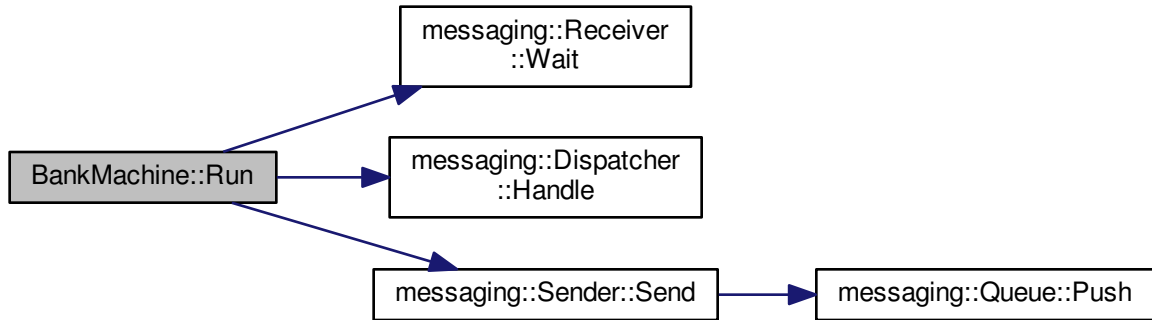 messaging::Receiver
::Wait
BankMachine::Run
messaging::Dispatcher
::Handle
messaging::Sender::Send
messaging::Queue::Push